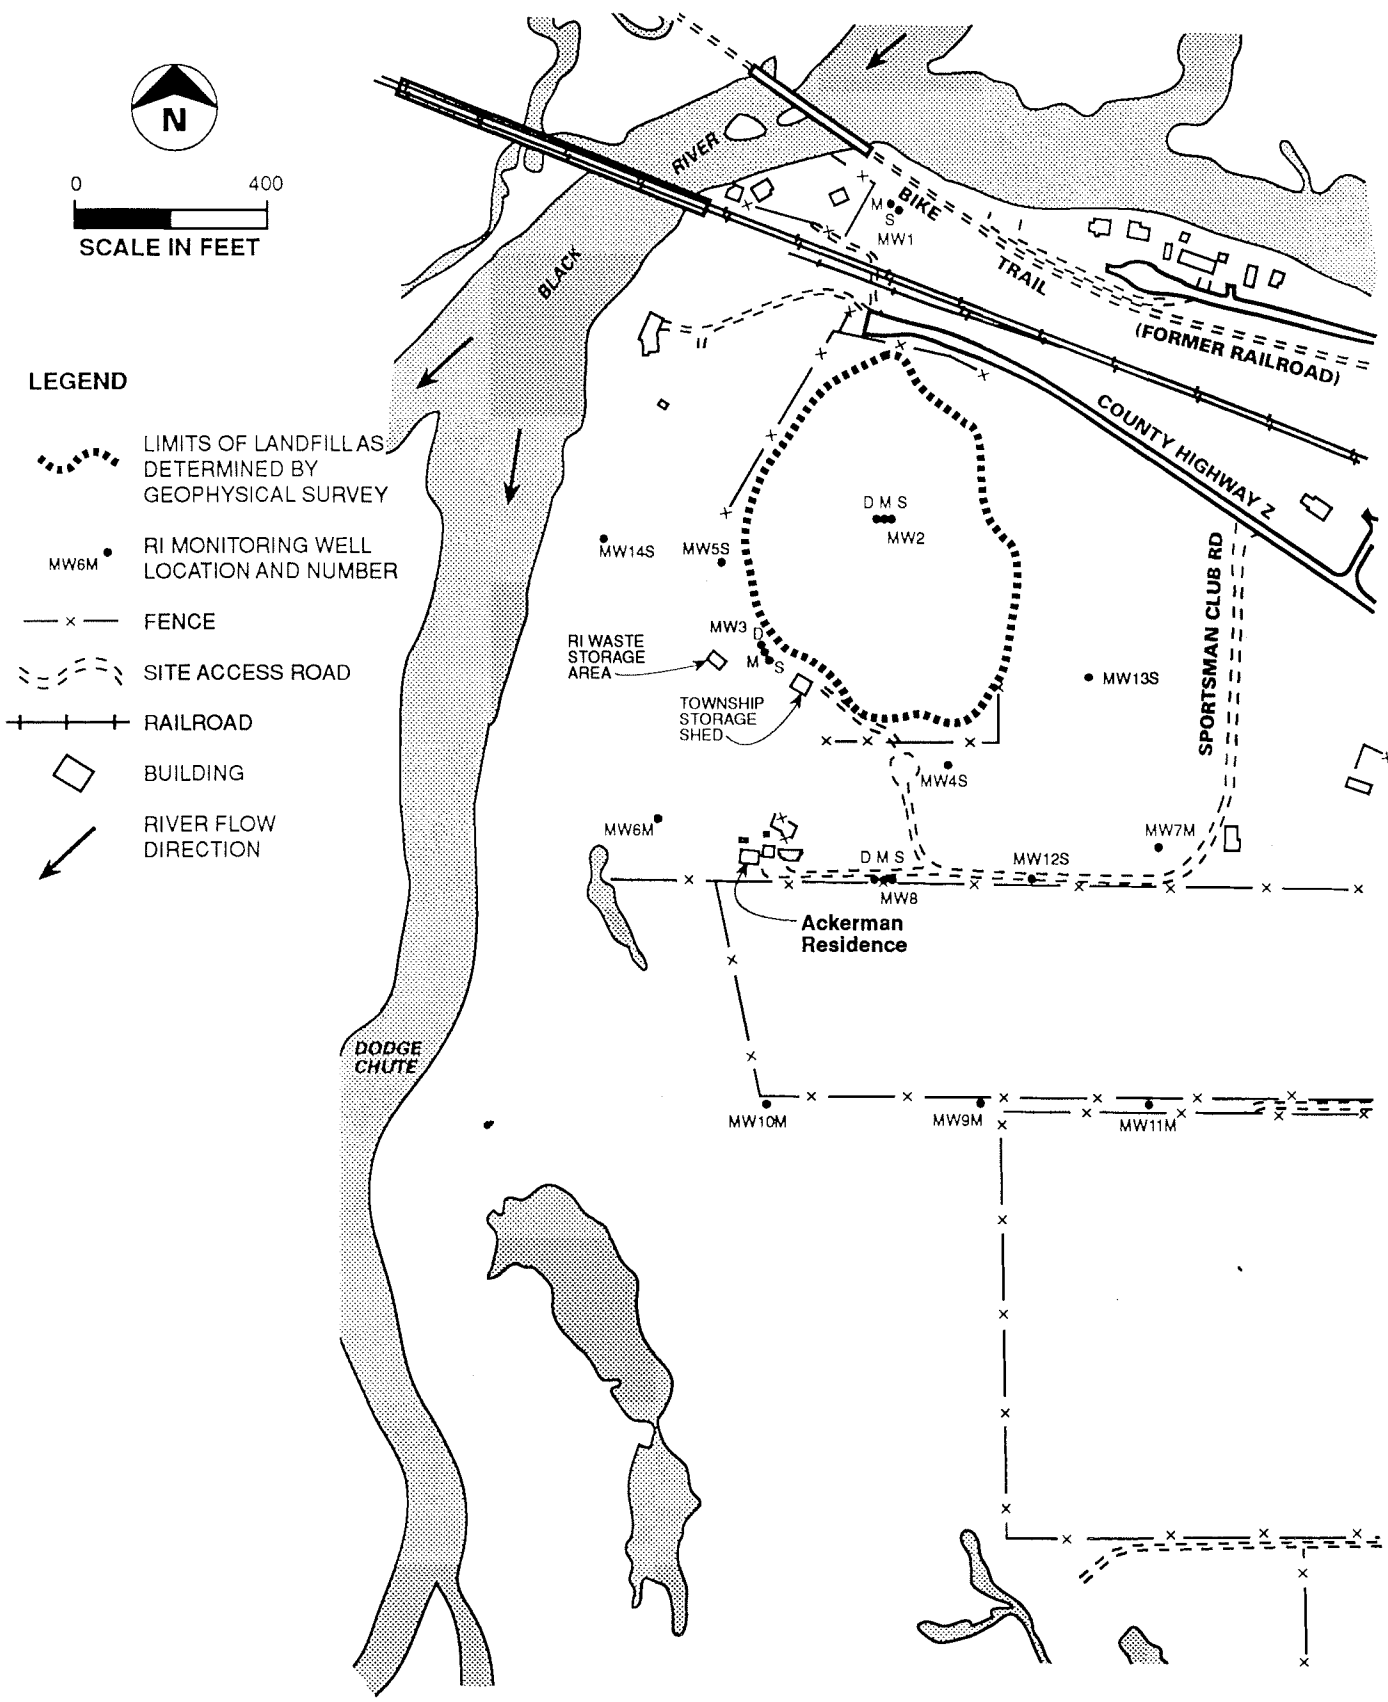 N
0 400
SCALE IN FEET
RIVER
BLACK
BIKE
TRAIL
(FORMER RAILROAD)
COUNTY HIGHWAY Z
SPORTSMAN CLUB RD
M
S
MW1
LEGEND
LIMITS OF LANDFILL AS
DETERMINED BY
GEOPHYSICAL SURVEY
MW6M
RI MONITORING WELL
LOCATION AND NUMBER
FENCE
SITE ACCESS ROAD
RAILROAD
BUILDING
RIVER FLOW
DIRECTION
D M S
MW2
MW14S
MW5S
MW3
D
M
S
RI WASTE
STORAGE
AREA
TOWNSHIP
STORAGE
SHED
MW13S
MW4S
MW6M
MW7M
D M S
MW8
MW12S
Ackerman
Residence
DODGE
CHUTE
MW10M
MW9M
MW11M